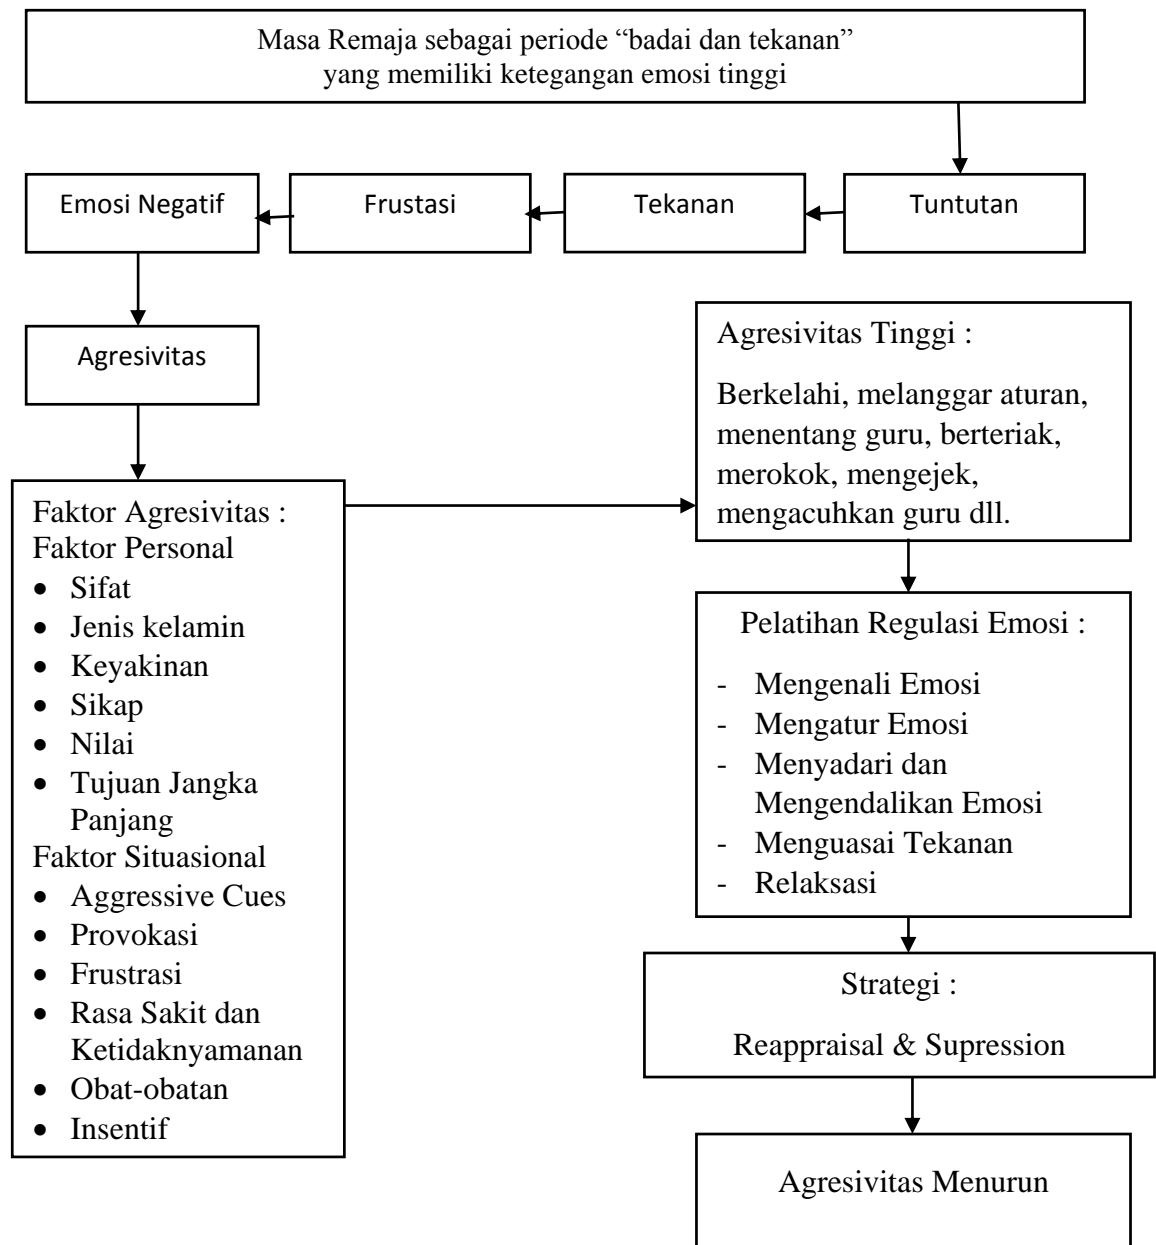 Masa Remaja sebagai periode “badai dan tekanan”
yang memiliki ketegangan emosi tinggi
Emosi Negatif
Frustasi
Tekanan
Tuntutan
Agresivitas
Agresivitas Tinggi :
Berkelahi, melanggar aturan,
menentang guru, berteriak,
merokok, mengejek,
mengacuhkan guru dll.
Faktor Agresivitas :
Faktor Personal
• Sifat
• Jenis kelamin
• Keyakinan
• Sikap
• Nilai
• Tujuan Jangka
Panjang
Faktor Situasional
• Aggressive Cues
• Provokasi
• Frustrasi
• Rasa Sakit dan
Ketidaknyamanan
• Obat-obatan
• Insentif
Pelatihan Regulasi Emosi :
- Mengenali Emosi
- Mengatur Emosi
- Menyadari dan
Mengendalikan Emosi
- Menguasai Tekanan
- Relaksasi
Strategi :
Reappraisal & Supression
Agresivitas Menurun